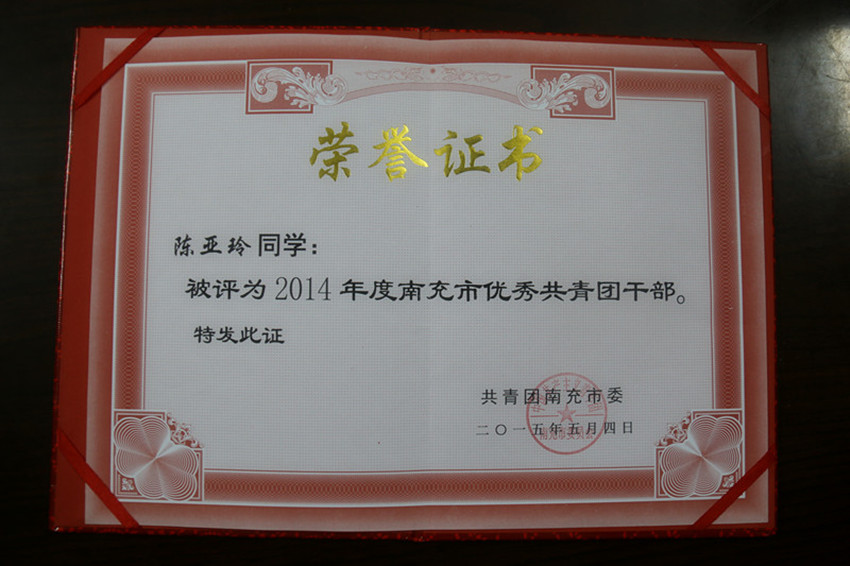 荣誉证书
陈亚玲同学：
被评为2014年度南充市优秀共青团干部。
特发此证
共青团南充市委
二〇一五年五月四日